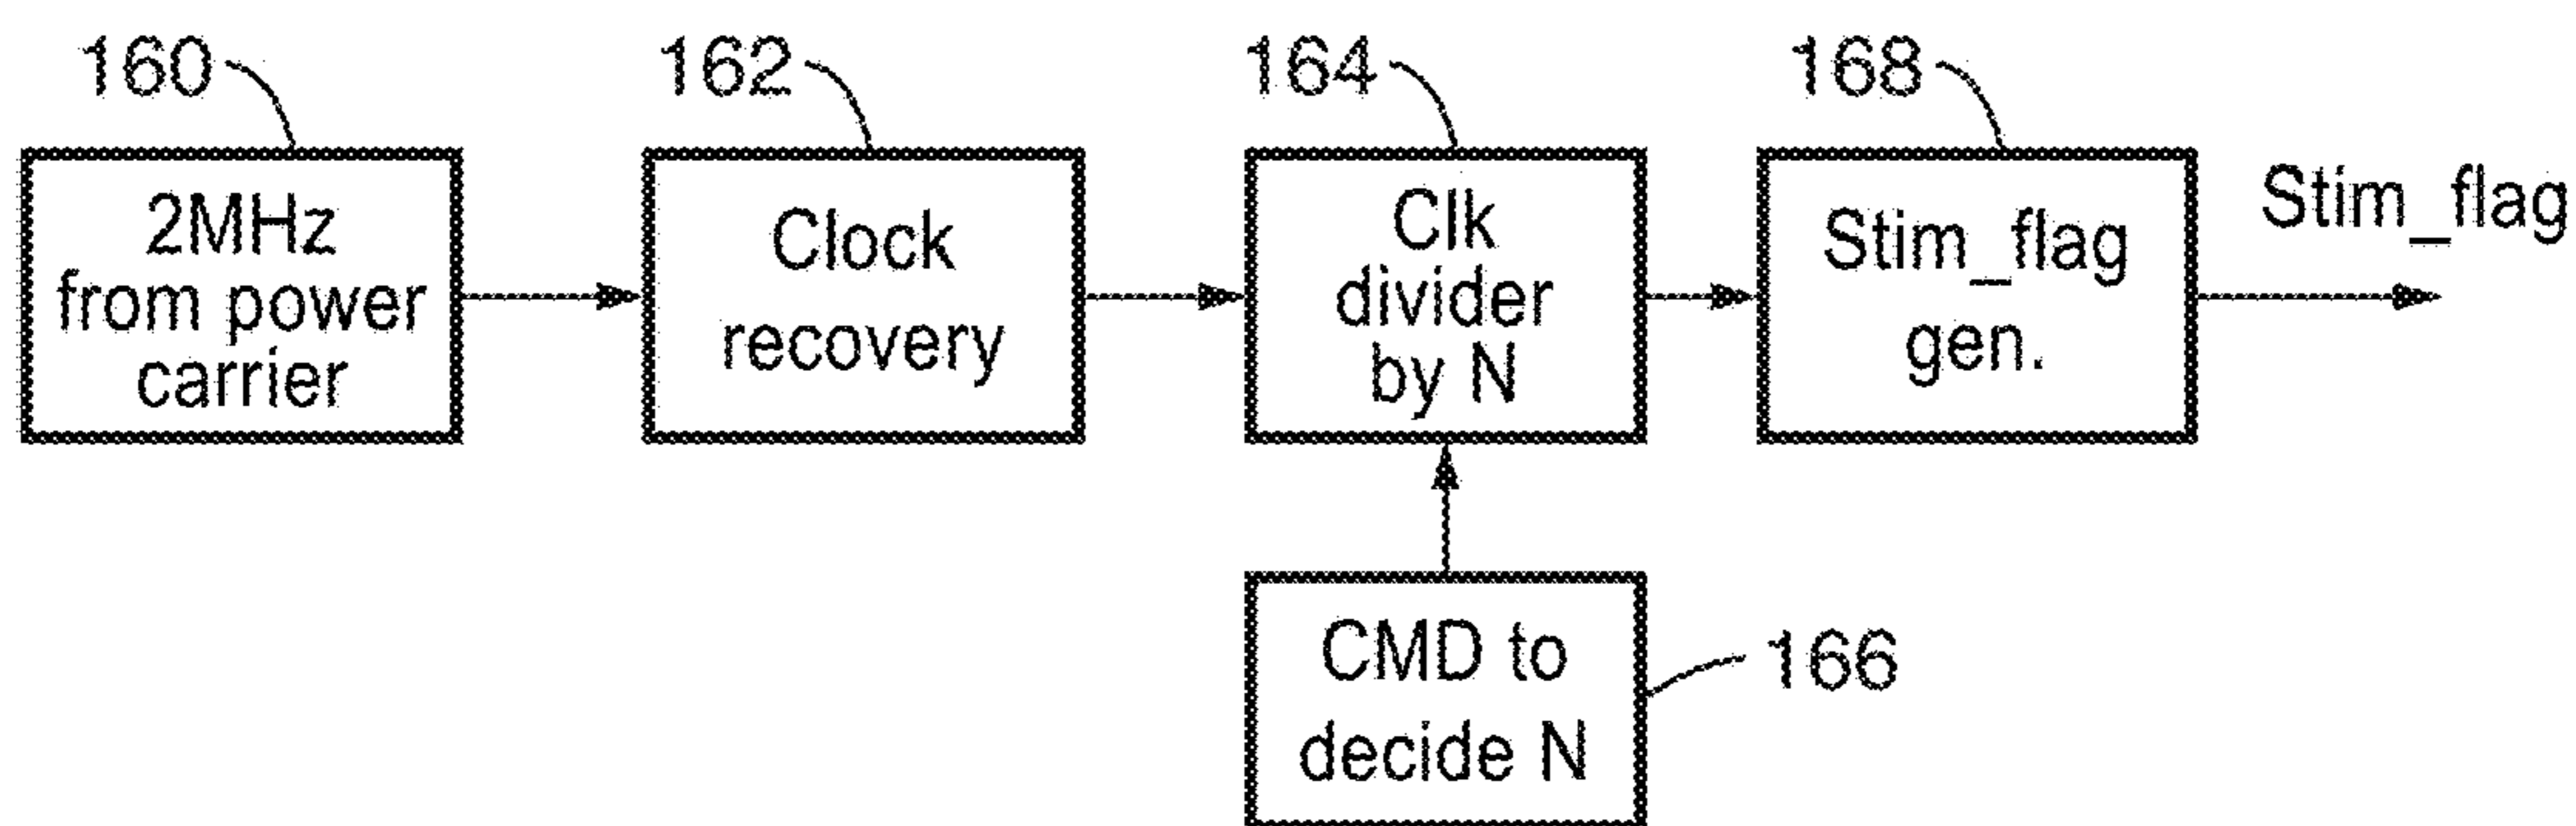 160
162
164
168
2MHz
from power
carrier
Clock
recovery
Clk
divider
by N
Stim_flag
gen.
Stim_flag
CMD to
decide N
166